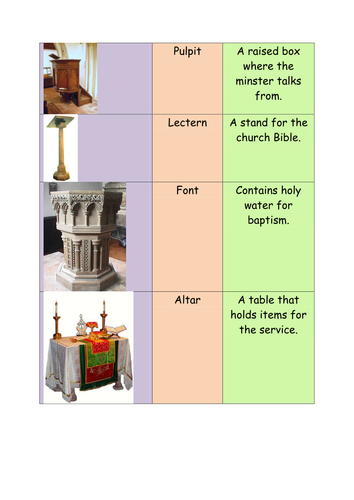 Pulpit
A raised box
where the
minster talks
from.
Lectern
A stand for the
church Bible.
Font
Contains holy
water for
baptism.
Altar
A table that
holds items for
the service.